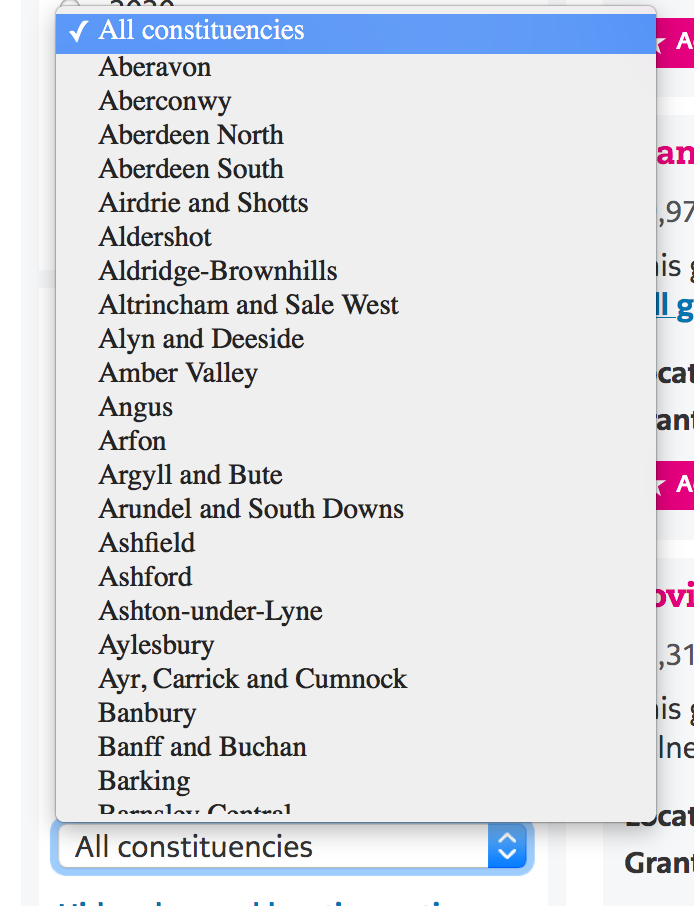 2020
All constituencies
Aberavon
Aberconwy
Aberdeen North
Aberdeen South
Airdrie and Shotts
Aldershot
Aldridge-Brownhills
Altrincham and Sale West
Alyn and Deeside
Amber Valley
Angus
Arfon
Argyll and Bute
Arundel and South Downs
Ashfield
Ashford
Ashton-under-Lyne
Aylesbury
Ayr, Carrick and Cumnock
Banbury
Banff and Buchan
Barking
Barnsley Central
All constituencies
A
an
,97
is g
ll g
cat
ant
A
ovi
,31
is g
lne
Locat
Grant